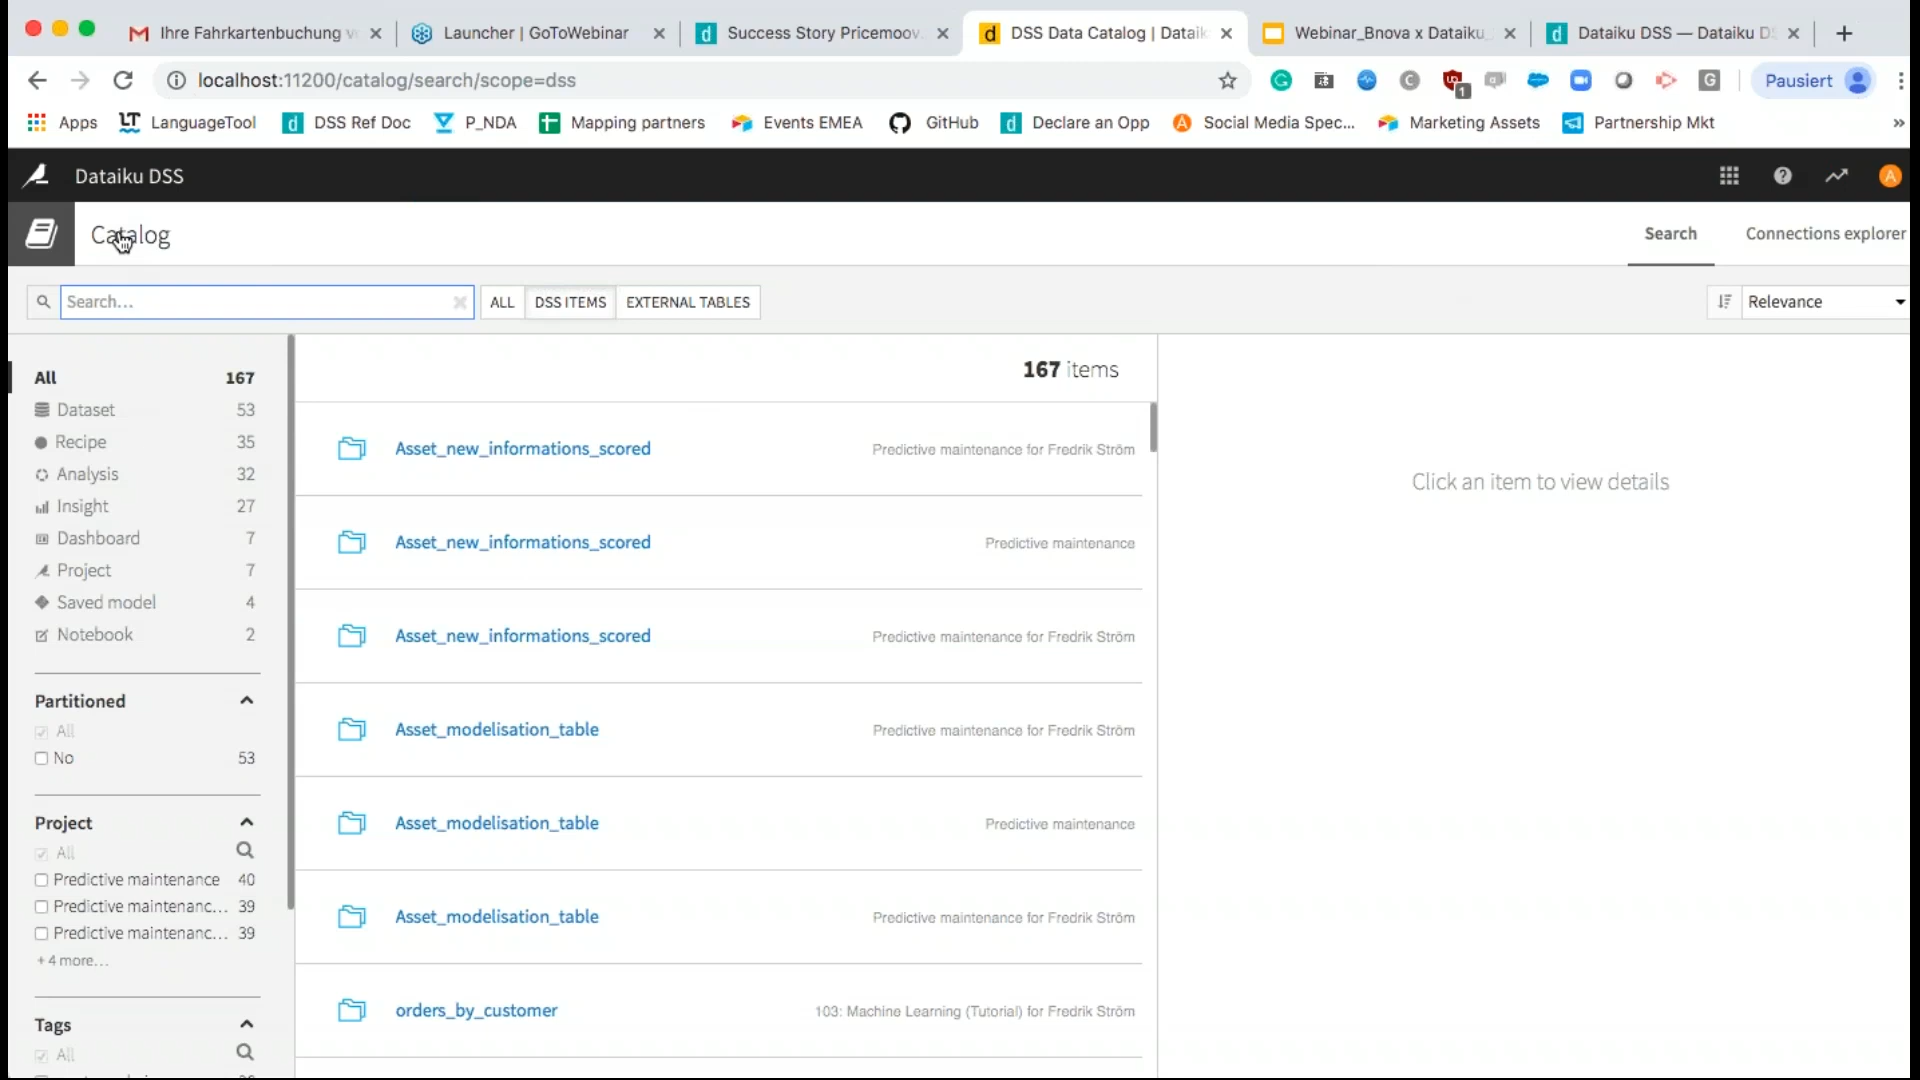 Ihre Fahrkartenbuchung v
Launcher | GoToWebinar
Success Story Pricemoov
DSS Data Catalog | Dataik
Webinar_Bnova x Dataiku
Dataiku DSS — Dataiku DS
localhost:11200/catalog/search/scope=dss
Pausiert
Apps
LanguageTool
DSS Ref Doc
P_NDA
Mapping partners
Events EMEA
GitHub
Declare an Opp
Social Media Spec...
Marketing Assets
Partnership Mkt
»
Dataiku DSS
A
Catalog
Search
Connections explorer
Search...
ALL
DSS ITEMS
EXTERNAL TABLES
Relevance
All 167
Dataset 53
Recipe 35
Analysis 32
Insight 27
Dashboard 7
Project 7
Saved model 4
Notebook 2
Partitioned
All
No 53
Project
All
Predictive maintenance 40
Predictive maintenanc... 39
Predictive maintenanc... 39
+ 4 more...
Tags
All
167 items
Asset_new_informations_scored Predictive maintenance for Fredrik Ström
Asset_new_informations_scored Predictive maintenance
Asset_new_informations_scored Predictive maintenance for Fredrik Ström
Asset_modelisation_table Predictive maintenance for Fredrik Ström
Asset_modelisation_table Predictive maintenance
Asset_modelisation_table Predictive maintenance for Fredrik Ström
orders_by_customer 103: Machine Learning (Tutorial) for Fredrik Ström
Click an item to view details